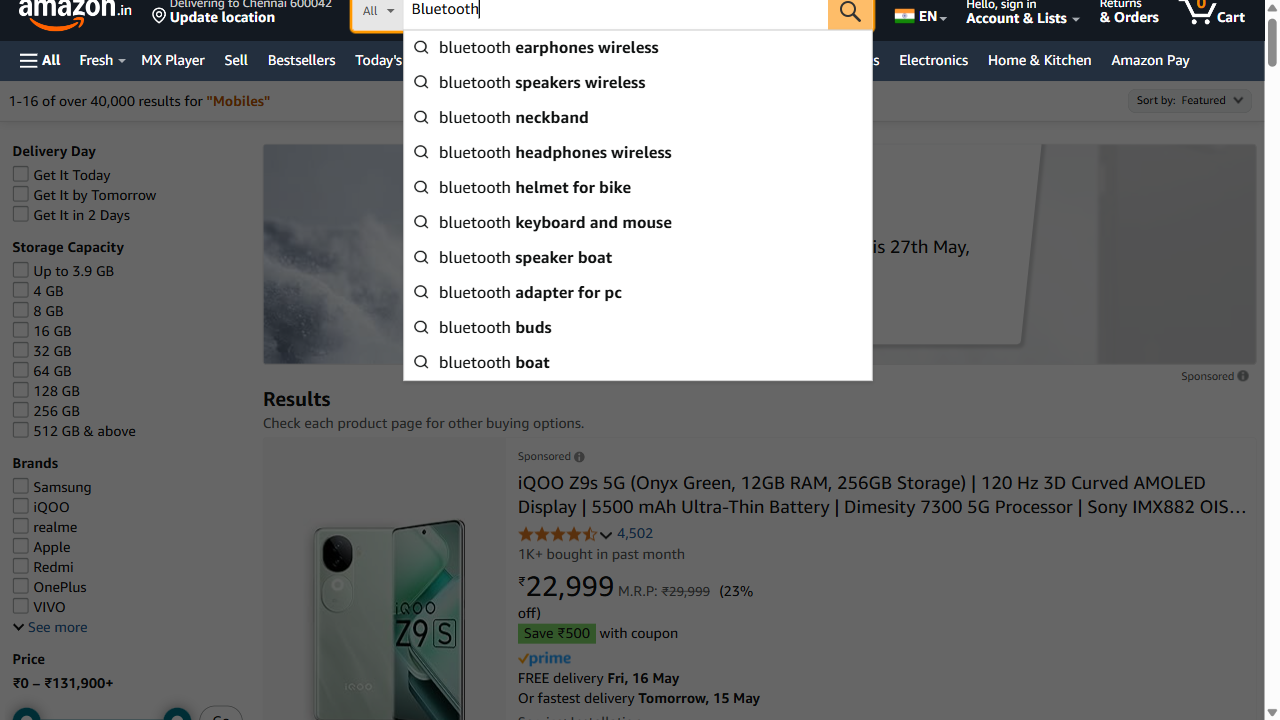 amazon.in
Delivering to Chennai 600042
Update location
All
Bluetooth
EN
Hello, sign in
Account & Lists
Returns
& Orders
0
Cart
All
Fresh
MX Player
Sell
Bestsellers
Today's
s
Electronics
Home & Kitchen
Amazon Pay
bluetooth earphones wireless
bluetooth speakers wireless
bluetooth neckband
bluetooth headphones wireless
bluetooth helmet for bike
bluetooth keyboard and mouse
bluetooth speaker boat
bluetooth adapter for pc
bluetooth buds
bluetooth boat
1-16 of over 40,000 results for "Mobiles"
Sort by: Featured
Delivery Day
Get It Today
Get It by Tomorrow
Get It in 2 Days
Storage Capacity
Up to 3.9 GB
4 GB
8 GB
16 GB
32 GB
64 GB
128 GB
256 GB
512 GB & above
Brands
Samsung
iQOO
realme
Apple
Redmi
OnePlus
VIVO
See more
Price
₹0 – ₹131,900+
Go
is 27th May,
Sponsored
Results
Check each product page for other buying options.
iQOO
Z9S
iQOO
Sponsored
iQOO Z9s 5G (Onyx Green, 12GB RAM, 256GB Storage) | 120 Hz 3D Curved AMOLED
Display | 5500 mAh Ultra-Thin Battery | Dimesity 7300 5G Processor | Sony IMX882 OIS…
4,502
1K+ bought in past month
₹22,999 M.R.P: ₹29,999 (23%
off)
Save ₹500 with coupon
prime
FREE delivery Fri, 16 May
Or fastest delivery Tomorrow, 15 May
Service: Installation